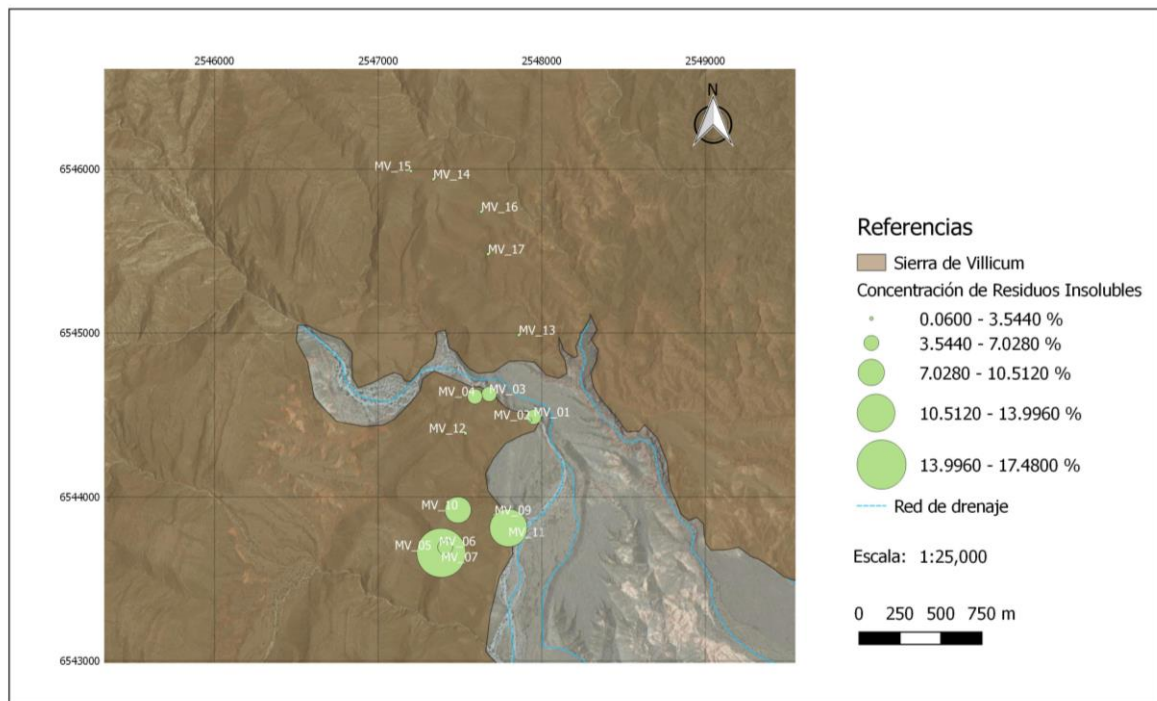 2546000 2547000 2548000 2549000
N
6546000
MV_15
MV_14
MV_16
MV_17
6545000
MV_13
MV_04
MV_03
MV_02
MV_01
MV_12
6544000
MV_10
MV_09
MV_11
MV_05
MV_06
MV_07
6543000
Referencias
Sierra de Villicum
Concentración de Residuos Insolubles
0.0600 - 3.5440 %
3.5440 - 7.0280 %
7.0280 - 10.5120 %
10.5120 - 13.9960 %
13.9960 - 17.4800 %
Red de drenaje
Escala: 1:25,000
0 250 500 750 m